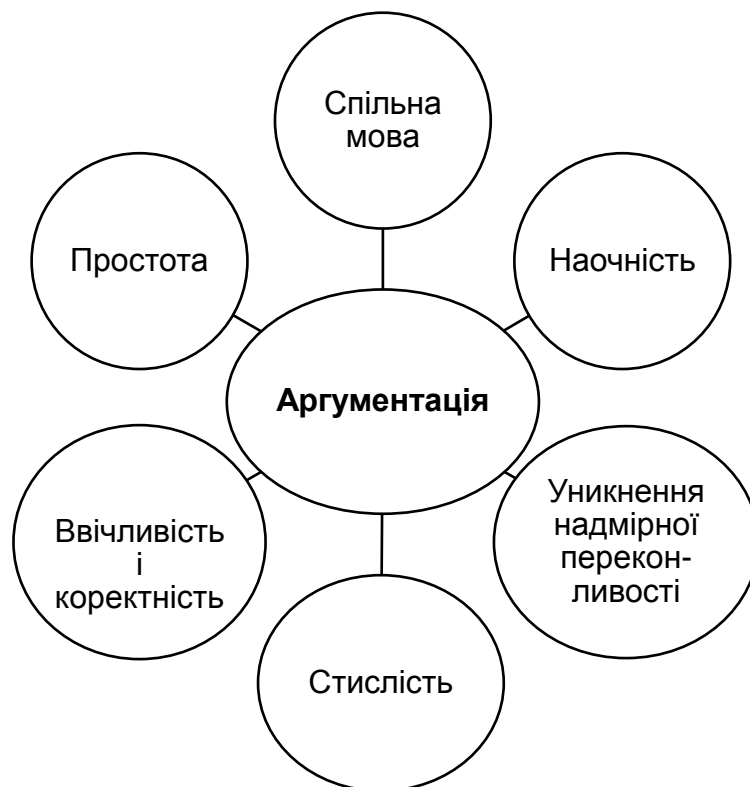 Спільна
мова
Простота
Наочність
Аргументація
Ввічливість
і
коректність
Уникнення
надмірної
перекон-
ливості
Стислість